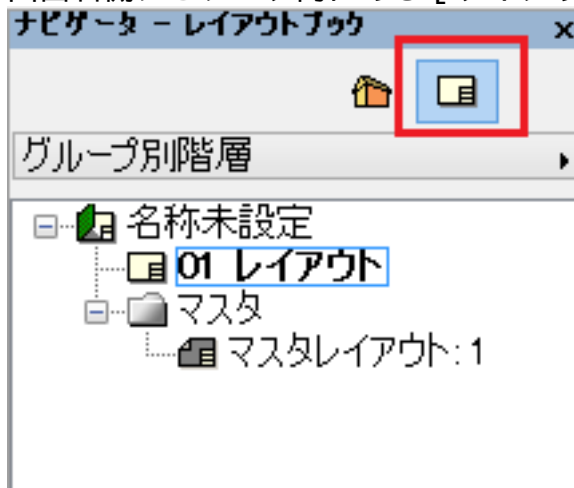 ナビゲータ - レイアウトブック
グループ別階層
名称未設定
01 レイアウト
マスタ
マスタレイアウト:1